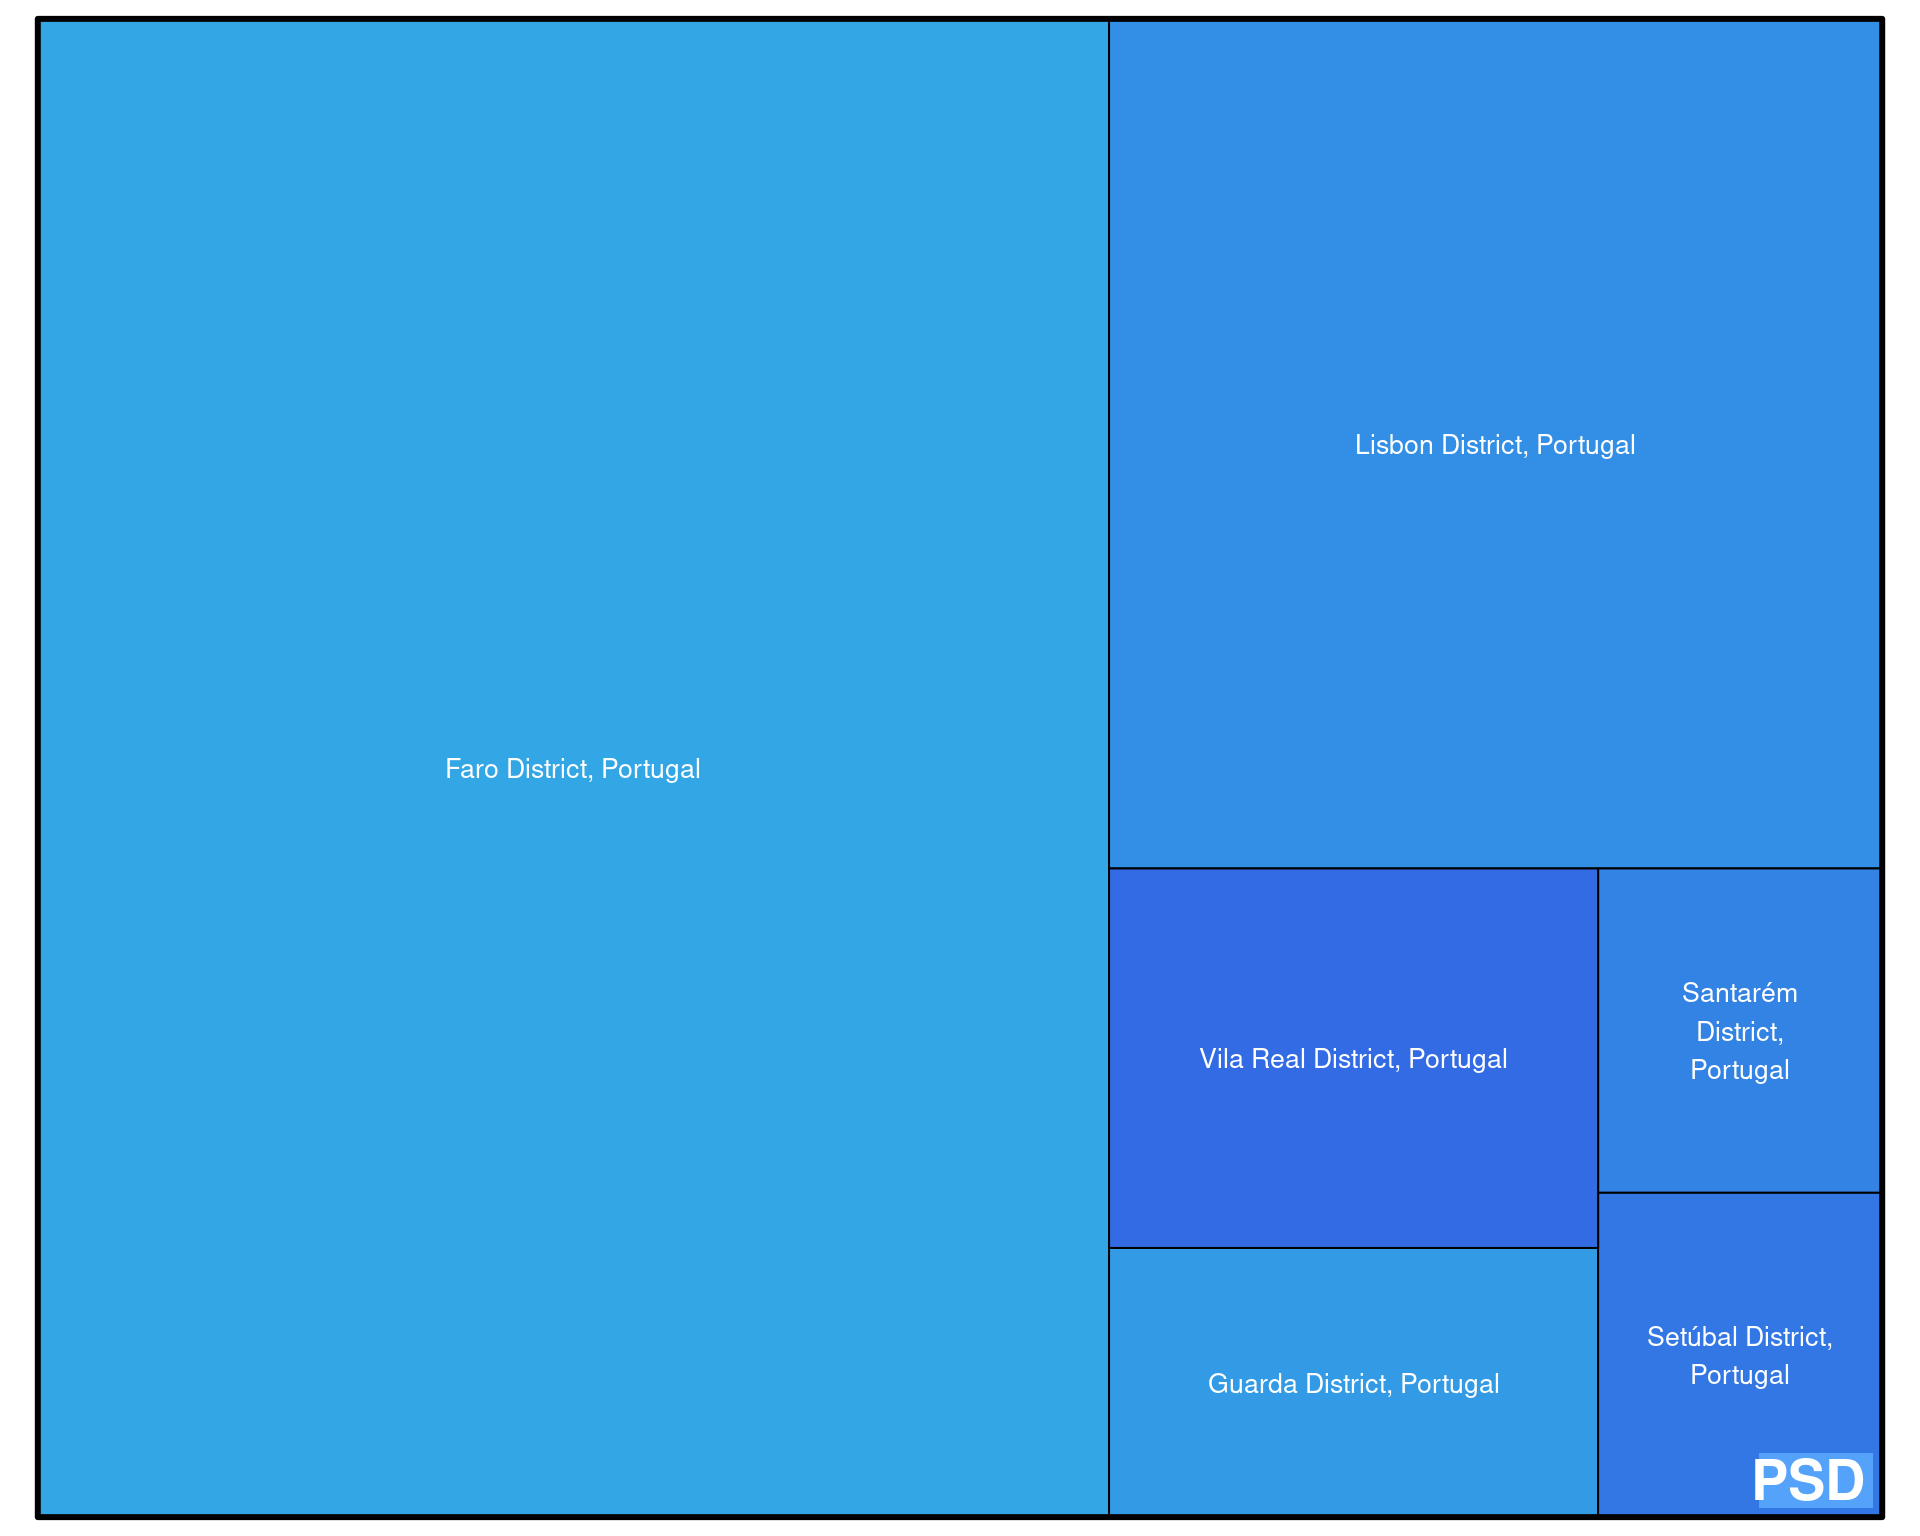 Faro District, Portugal
Lisbon District, Portugal
Vila Real District, Portugal
Santarém
District,
Portugal
Guarda District, Portugal
Setúbal District,
Portugal
PSD